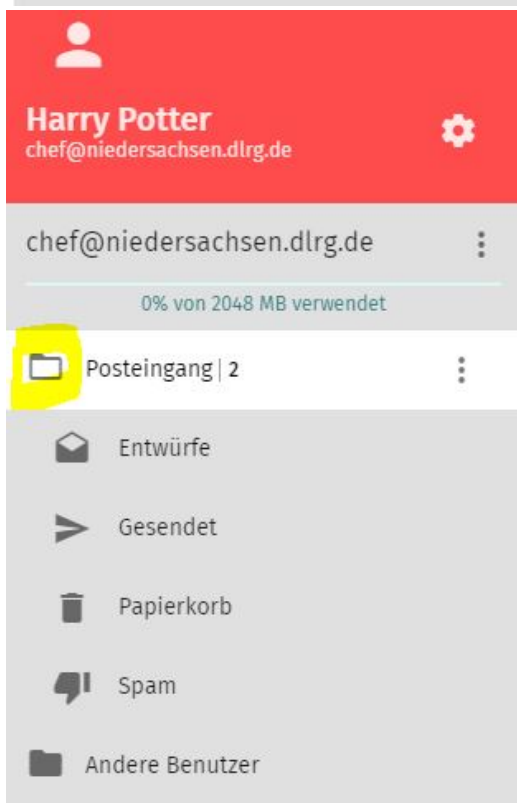 Harry Potter
chef@niedersachsen.dlrg.de
chef@niedersachsen.dlrg.de
0% von 2048 MB verwendet
Posteingang | 2
Entwürfe
Gesendet
Papierkorb
Spam
Andere Benutzer